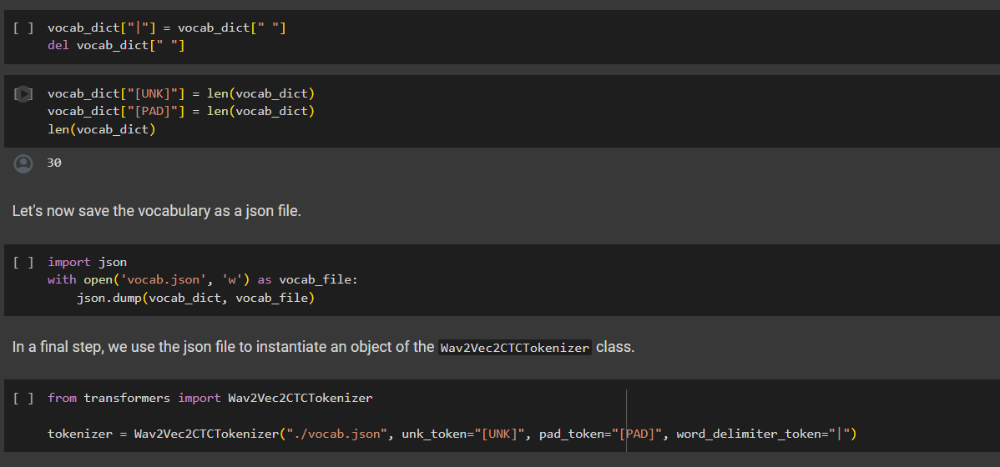 [ ] vocab_dict["|"] = vocab_dict[" "]
del vocab_dict[" "]
[ ] vocab_dict["[UNK]"] = len(vocab_dict)
vocab_dict["[PAD]"] = len(vocab_dict)
len(vocab_dict)
30
Let's now save the vocabulary as a json file.
[ ] import json
with open('vocab.json', 'w') as vocab_file:
    json.dump(vocab_dict, vocab_file)
In a final step, we use the json file to instantiate an object of the Wav2Vec2CTCTokenizer class.
[ ] from transformers import Wav2Vec2CTCTokenizer
tokenizer = Wav2Vec2CTCTokenizer("./vocab.json", unk_token="[UNK]", pad_token="[PAD]", word_delimiter_token="|")